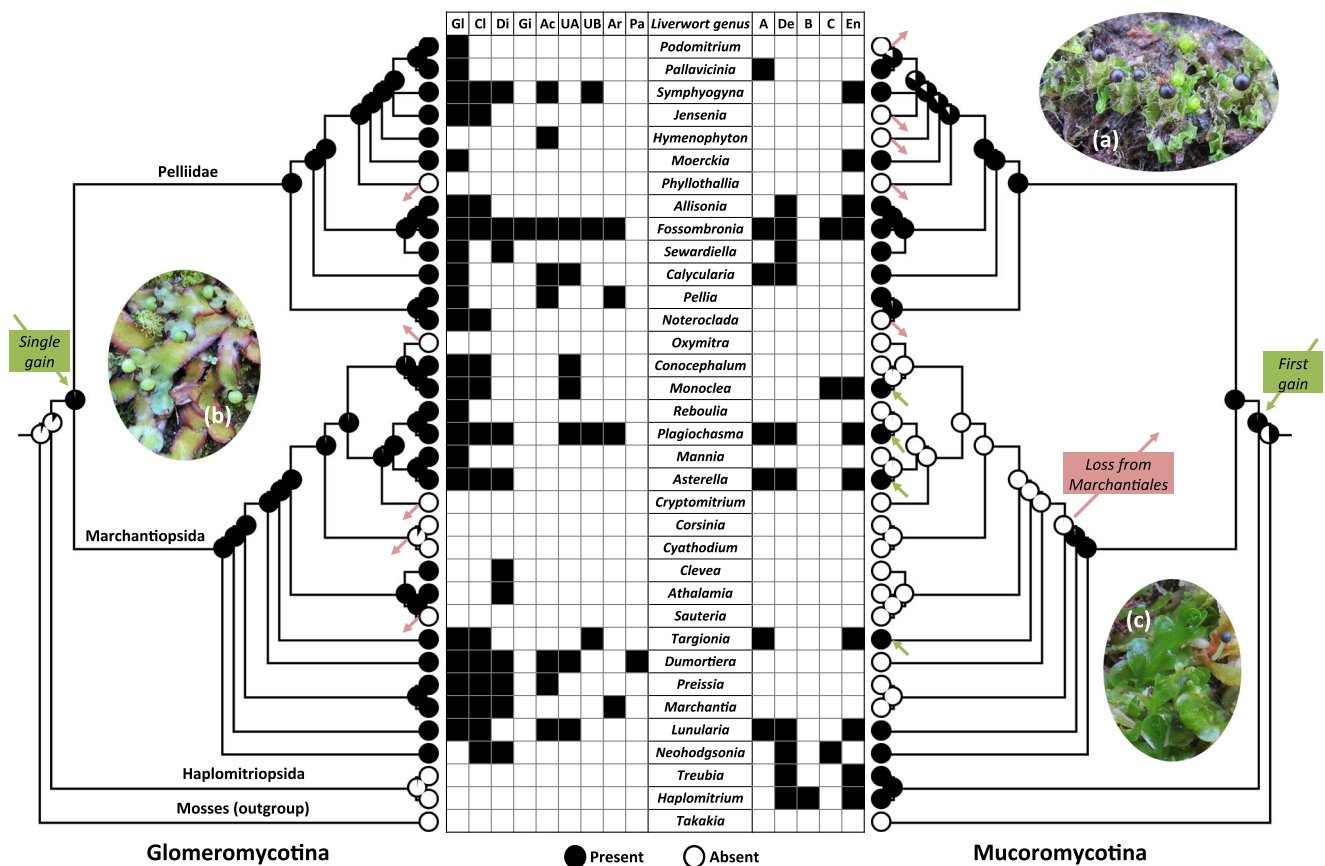 Gl Cl Di Gi Ac UA UB Ar Pa Liverwort genus A De B C En
Podomitrium
Pallavicinia
Symphyogyna
Jensenia
Hymenophyton
Moerckia
Phyllothallia
Allisonia
Fossombronia
Sewardiella
Calycularia
Pellia
Noteroclada
Oxymitra
Conocephalum
Monoclea
Reboulia
Plagiochasma
Mannia
Asterella
Cryptomitrium
Corsinia
Cyathodium
Clevea
Athalamia
Sauteria
Targionia
Dumortiera
Preissia
Marchantia
Lunularia
Neohodgsonia
Treubia
Haplomitrium
Takakia
Pelliidae
Single
gain
(b)
Marchantiopsida
Haplomitriopsida
Mosses (outgroup)
Glomeromycotina
(a)
First
gain
Loss from
Marchantiales
(c)
Mucoromycotina
Present Absent